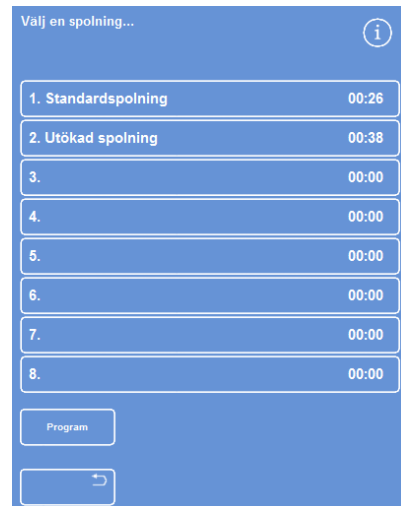 Välj en spolning...
i
1. Standardspolning 00:26
2. Utökad spolning 00:38
3. 00:00
4. 00:00
5. 00:00
6. 00:00
7. 00:00
8. 00:00
Program